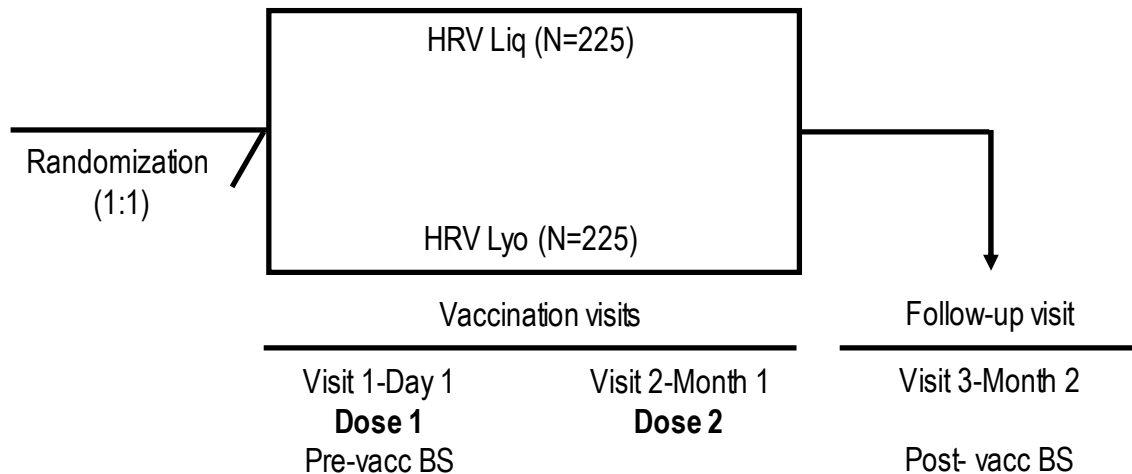 HRV Liq (N=225)
Randomization
(1:1)
HRV Lyo (N=225)
Vaccination visits
Follow-up visit
Visit 1-Day 1
Dose 1
Pre-vacc BS
Visit 2-Month 1
Dose 2
Visit 3-Month 2
Post- vacc BS